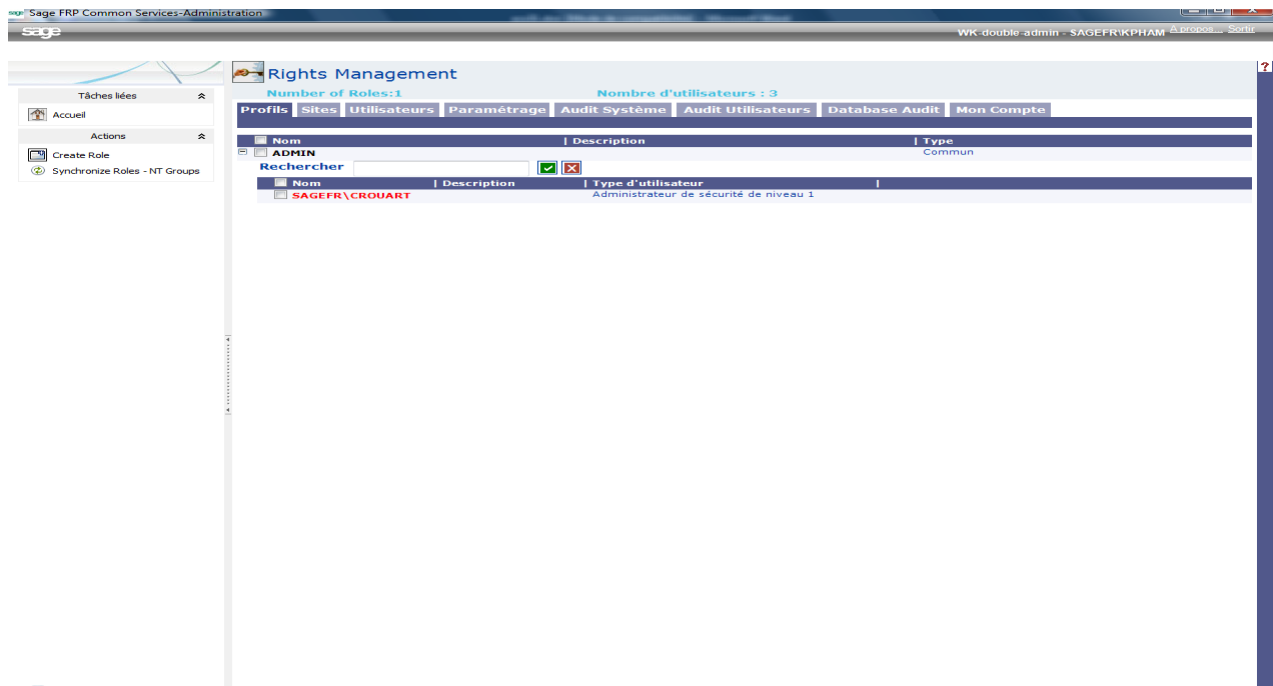 sage Sage FRP Common Services-Administration
sage
WK-double-admin - SAGEFR\KPHAM A propos... Sortir
Rights Management
?
Number of Roles:1 Nombre d'utilisateurs : 3
Tâches liées
Accueil
Actions
Create Role
Synchronize Roles - NT Groups
Profils Sites Utilisateurs Paramétrage Audit Système Audit Utilisateurs Database Audit Mon Compte
Nom | Description | Type
ADMIN Commun
Rechercher
Nom | Description | Type d'utilisateur |
SAGEFR\CROUART Administrateur de sécurité de niveau 1